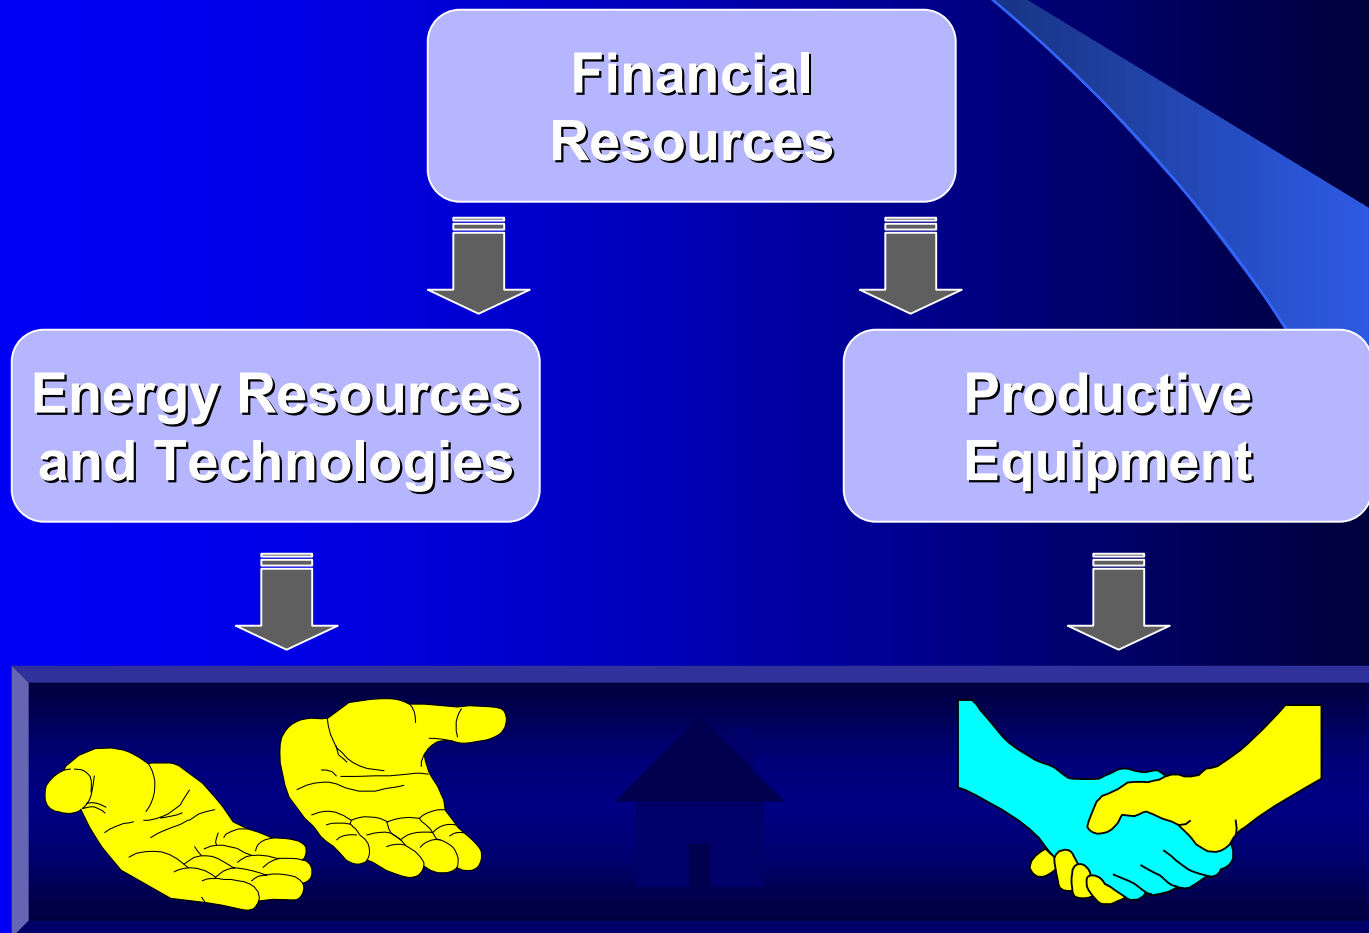 Financial
Resources
Energy Resources
and Technologies
Productive
Equipment